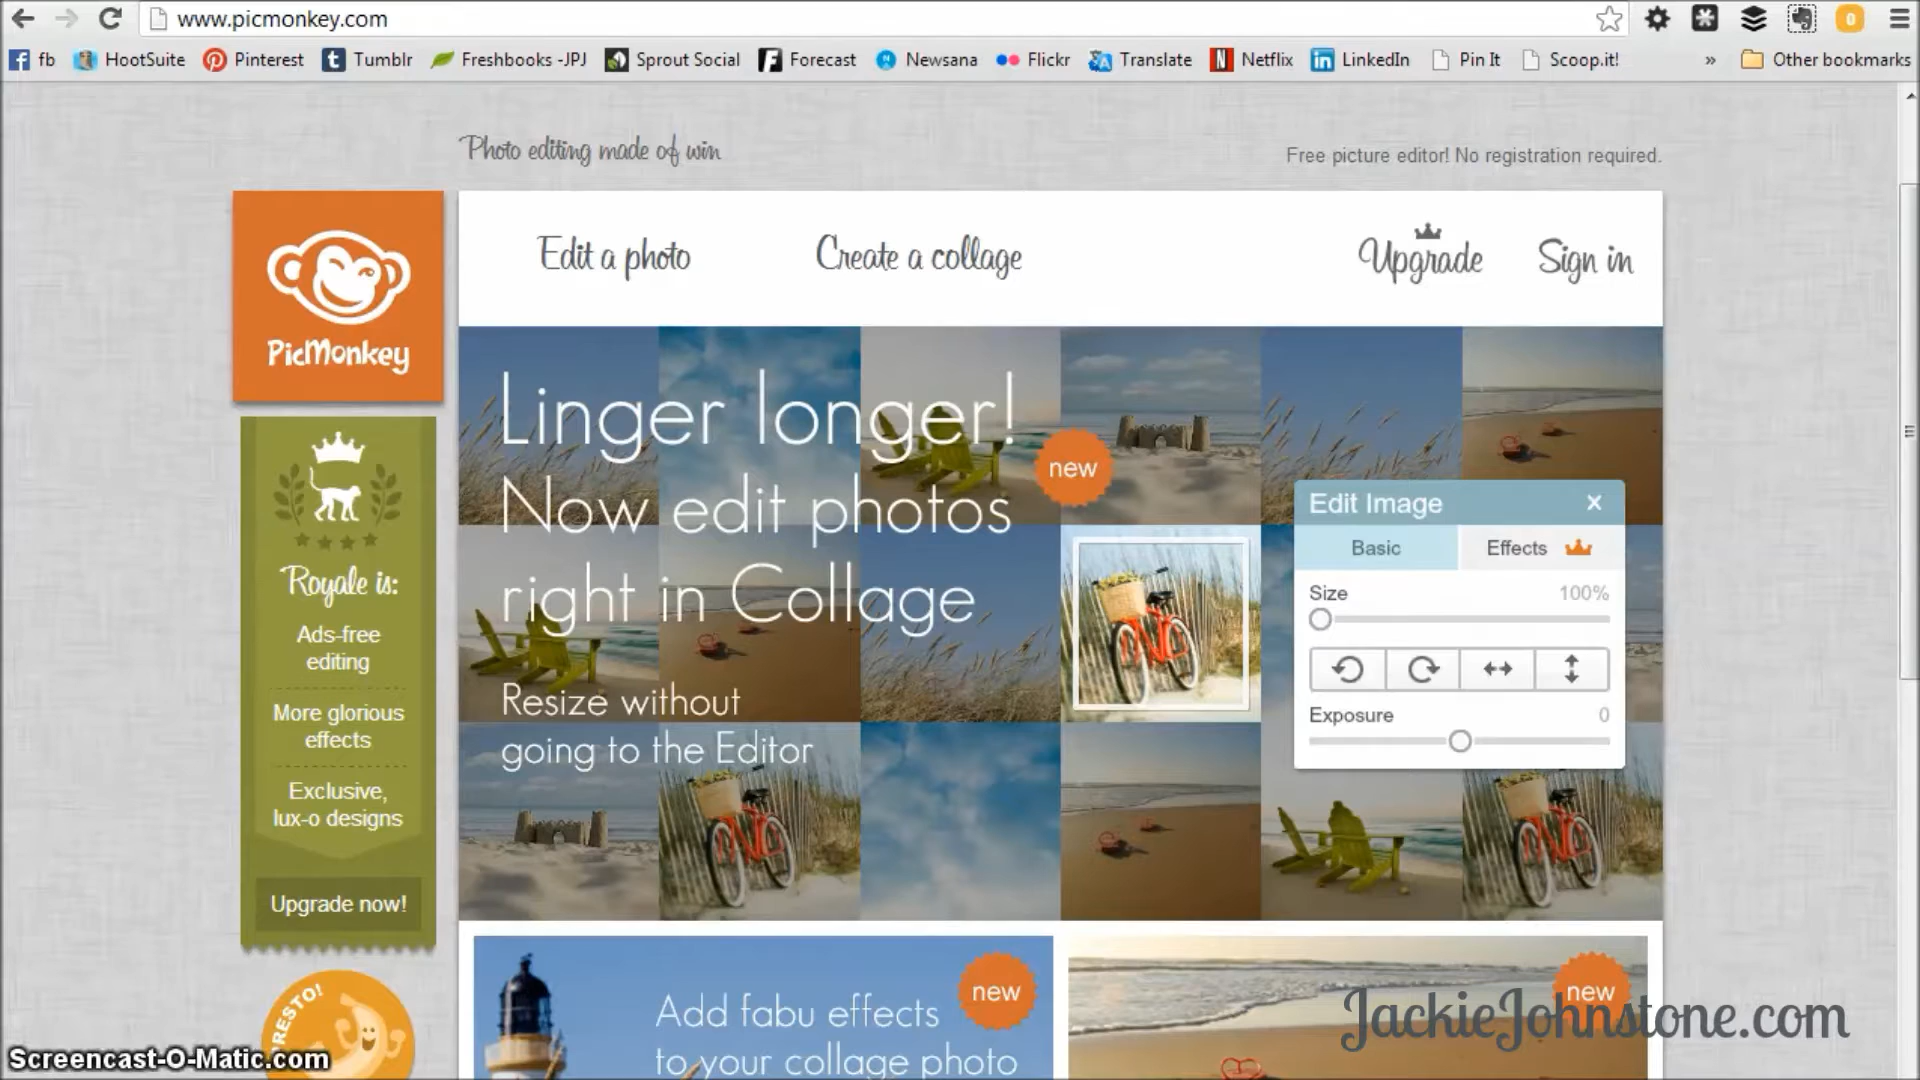 www.picmonkey.com
0
fb
HootSuite
Pinterest
Tumblr
Freshbooks -JPJ
Sprout Social
Forecast
Newsana
Flickr
Translate
Netflix
LinkedIn
Pin It
Scoop.it!
»
Other bookmarks
Photo editing made of win
Free picture editor! No registration required.
PicMonkey
Edit a photo
Create a collage
Upgrade
Sign in
Royale is:
Ads-free
editing
More glorious
effects
Exclusive,
lux-o designs
Upgrade now!
PRESTO!
Linger longer!
Now edit photos
right in Collage
new
Resize without
going to the Editor
Edit Image
Basic
Effects
Size
100%
Exposure
0
Add fabu effects
to your collage photo
new
new
JackieJohnstone.com
Screencast-O-Matic.com